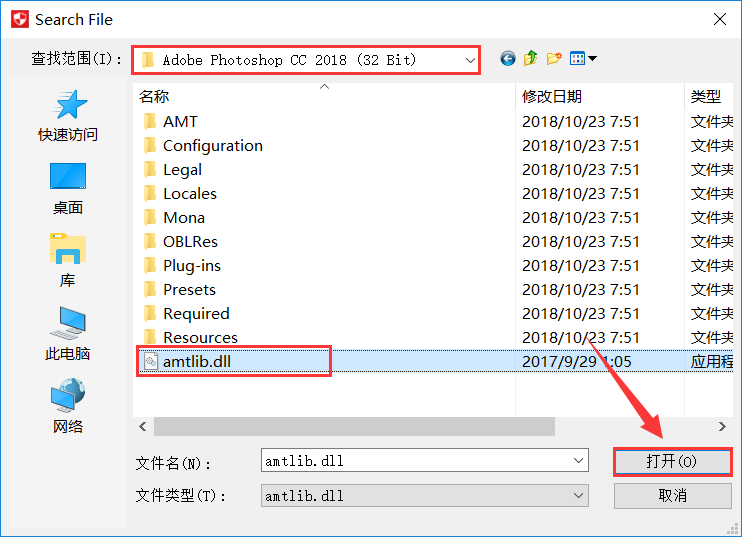 Search File
查找范围(I): Adobe Photoshop CC 2018 (32 Bit)
名称 修改日期 类型
AMT 2018/10/23 7:51 文件夹
Configuration 2018/10/23 7:51 文件夹
Legal 2018/10/23 7:51 文件夹
Locales 2018/10/23 7:51 文件夹
Mona 2018/10/23 7:51 文件夹
OBLRes 2018/10/23 7:51 文件夹
Plug-ins 2018/10/23 7:51 文件夹
Presets 2018/10/23 7:51 文件夹
Required 2018/10/23 7:51 文件夹
Resources 2018/10/23 7:51 文件夹
amtlib.dll 2017/9/29 1:05 应用程
快速访问
桌面
库
此电脑
网络
文件名(N): amtlib.dll 打开(O)
文件类型(T): amtlib.dll 取消